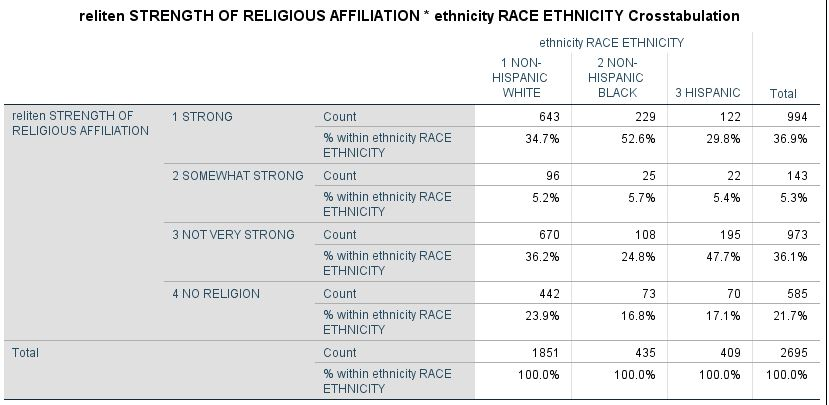 reliten STRENGTH OF RELIGIOUS AFFILIATION * ethnicity RACE ETHNICITY Crosstabulation
ethnicity RACE ETHNICITY
1 NON-HISPANIC WHITE 2 NON-HISPANIC BLACK 3 HISPANIC Total
reliten STRENGTH OF RELIGIOUS AFFILIATION 1 STRONG Count 643 229 122 994
% within ethnicity RACE ETHNICITY 34.7% 52.6% 29.8% 36.9%
2 SOMEWHAT STRONG Count 96 25 22 143
% within ethnicity RACE ETHNICITY 5.2% 5.7% 5.4% 5.3%
3 NOT VERY STRONG Count 670 108 195 973
% within ethnicity RACE ETHNICITY 36.2% 24.8% 47.7% 36.1%
4 NO RELIGION Count 442 73 70 585
% within ethnicity RACE ETHNICITY 23.9% 16.8% 17.1% 21.7%
Total Count 1851 435 409 2695
% within ethnicity RACE ETHNICITY 100.0% 100.0% 100.0% 100.0%